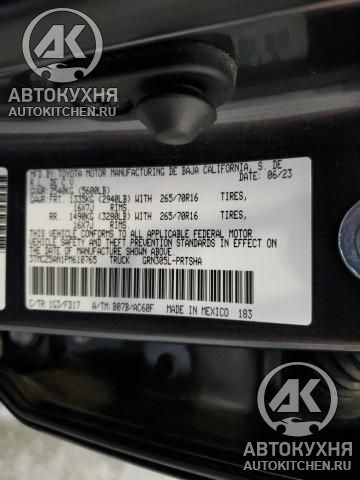 АК
АВТОКУХНЯ
AUTOKITCHEN.RU
MFD.BY: TOYOTA MOTOR MANUFACTURING DE BAJA CALIFORNIA, S. DE
R.L. DE C.V. DATE: 06/23
GVWR 2540KG (5600LB)
GAWR: FRT. 1335KG (2940LB) WITH 265/70R16 TIRES,
16X7J RIMS
RR. 1490KG (3280LB) WITH 265/70R16 TIRES,
16X7J RIMS
THIS VEHICLE CONFORMS TO ALL APPLICABLE FEDERAL MOTOR VEHICLE
SAFETY AND THEFT PREVENTION STANDARDS IN EFFECT ON
THE DATE OF MANUFACTURE SHOWN ABOVE.
3TMCZ5AN1PM610765 TRUCK GRN305L-PRTSHA
C/TR: 1G3/FD17 A/TM: B07B/AC60F MADE IN MEXICO 183
АК
АВТОКУХНЯ
AUTOKITCHEN.RU